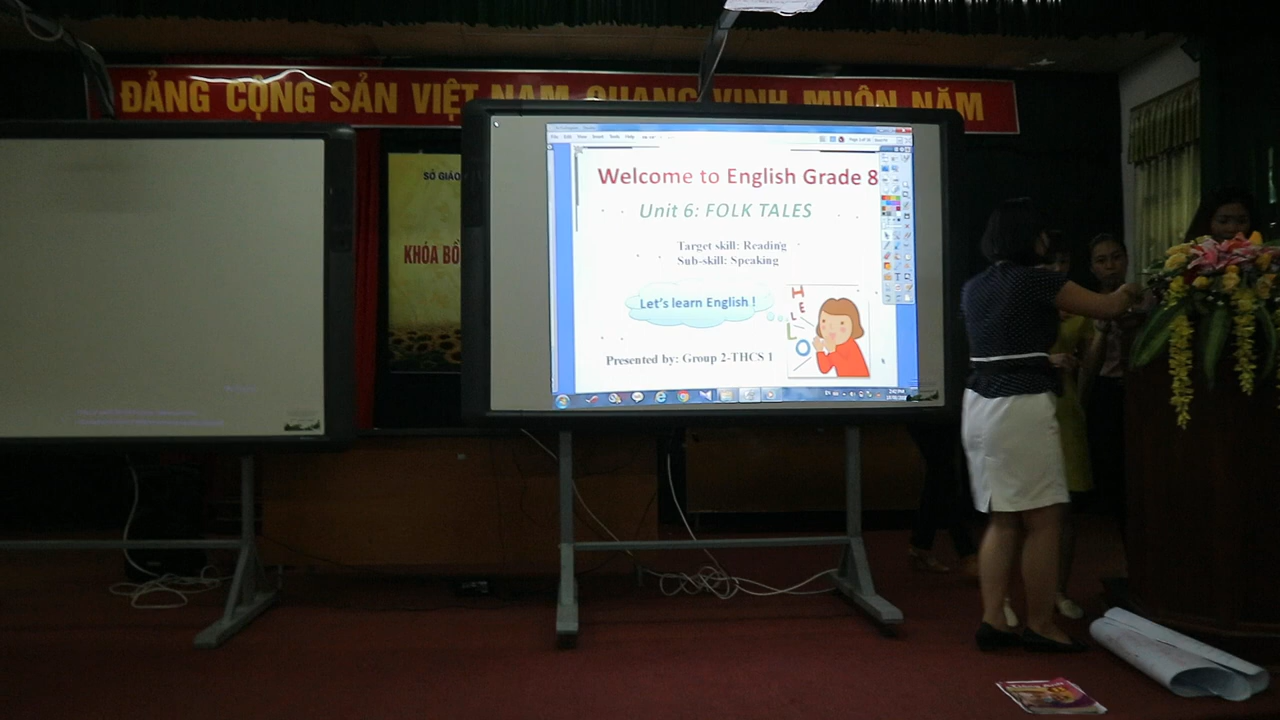 ĐẢNG CỘNG SẢN VIỆT NAM QUANG VINH MUÔN NĂM
SỞ GIÁO
KHÓA BỒ
Welcome to English Grade 8
Unit 6: FOLK TALES
Target skill: Reading
Sub-skill: Speaking
Let's learn English !
HELLO
Presented by: Group 2-THCS 1